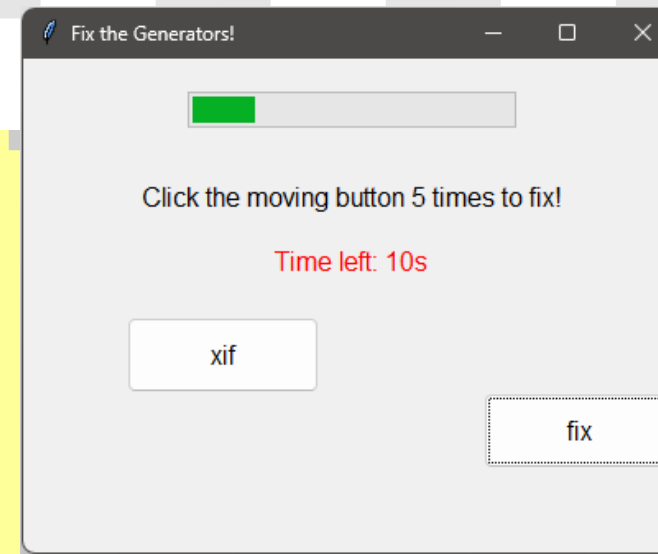 Fix the Generators!
Click the moving button 5 times to fix!
Time left: 10s
xif
fix